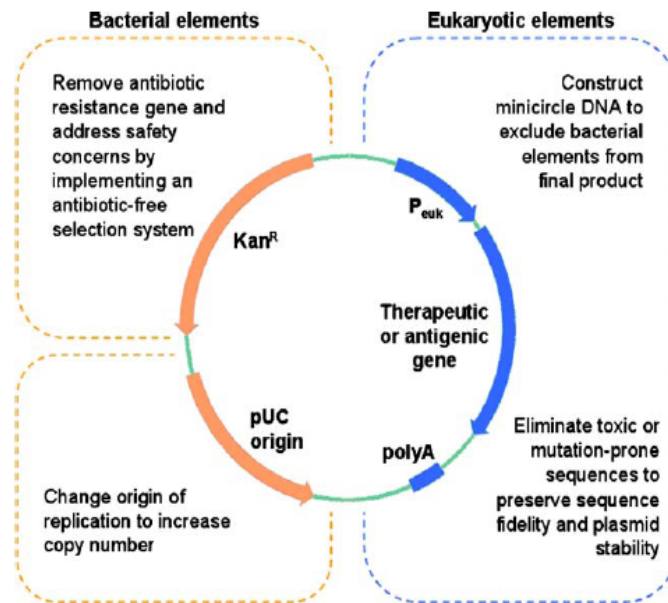 Bacterial elements
Eukaryotic elements
Remove antibiotic
resistance gene and
address safety
concerns by
implementing an
antibiotic-free
selection system
Construct
minicircle DNA to
exclude bacterial
elements from
final product
P_euk
Kan^R
Therapeutic
or antigenic
gene
pUC
origin
polyA
Change origin of
replication to increase
copy number
Eliminate toxic or
mutation-prone
sequences to
preserve sequence
fidelity and plasmid
stability